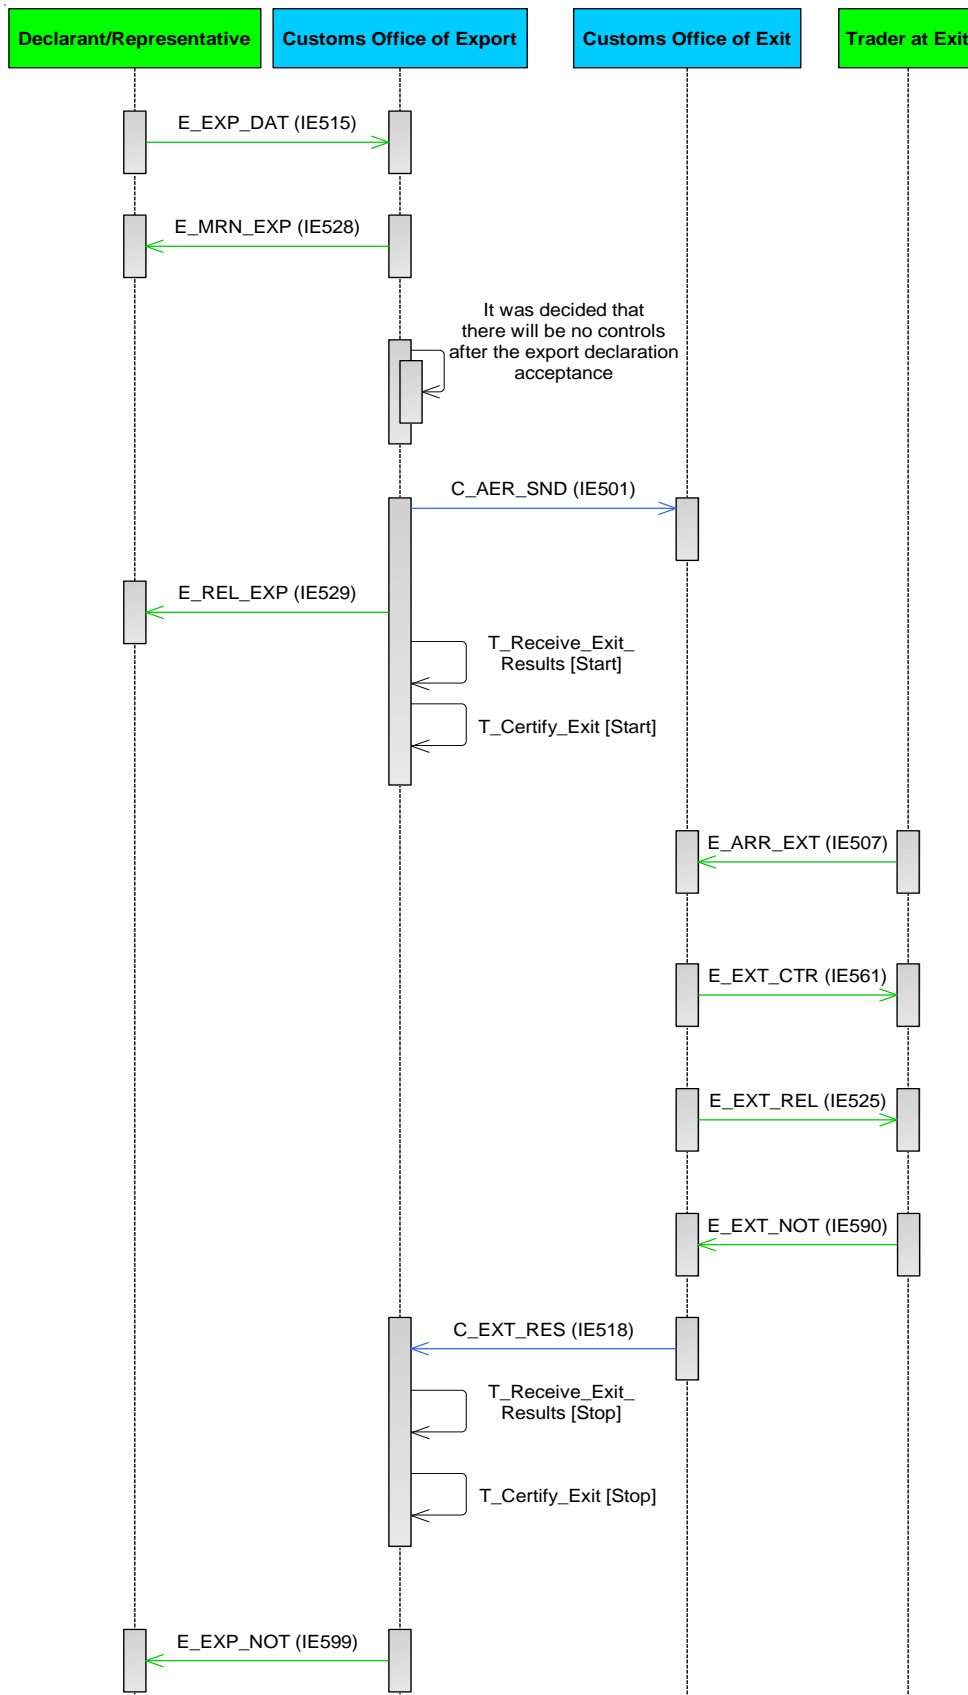 Declarant/Representative
Customs Office of Export
Customs Office of Exit
Trader at Exit
E_EXP_DAT (IE515)
E_MRN_EXP (IE528)
It was decided that
there will be no controls
after the export declaration
acceptance
C_AER_SND (IE501)
E_REL_EXP (IE529)
T_Receive_Exit_
Results [Start]
T_Certify_Exit [Start]
E_ARR_EXT (IE507)
E_EXT_CTR (IE561)
E_EXT_REL (IE525)
E_EXT_NOT (IE590)
C_EXT_RES (IE518)
T_Receive_Exit_
Results [Stop]
T_Certify_Exit [Stop]
E_EXP_NOT (IE599)